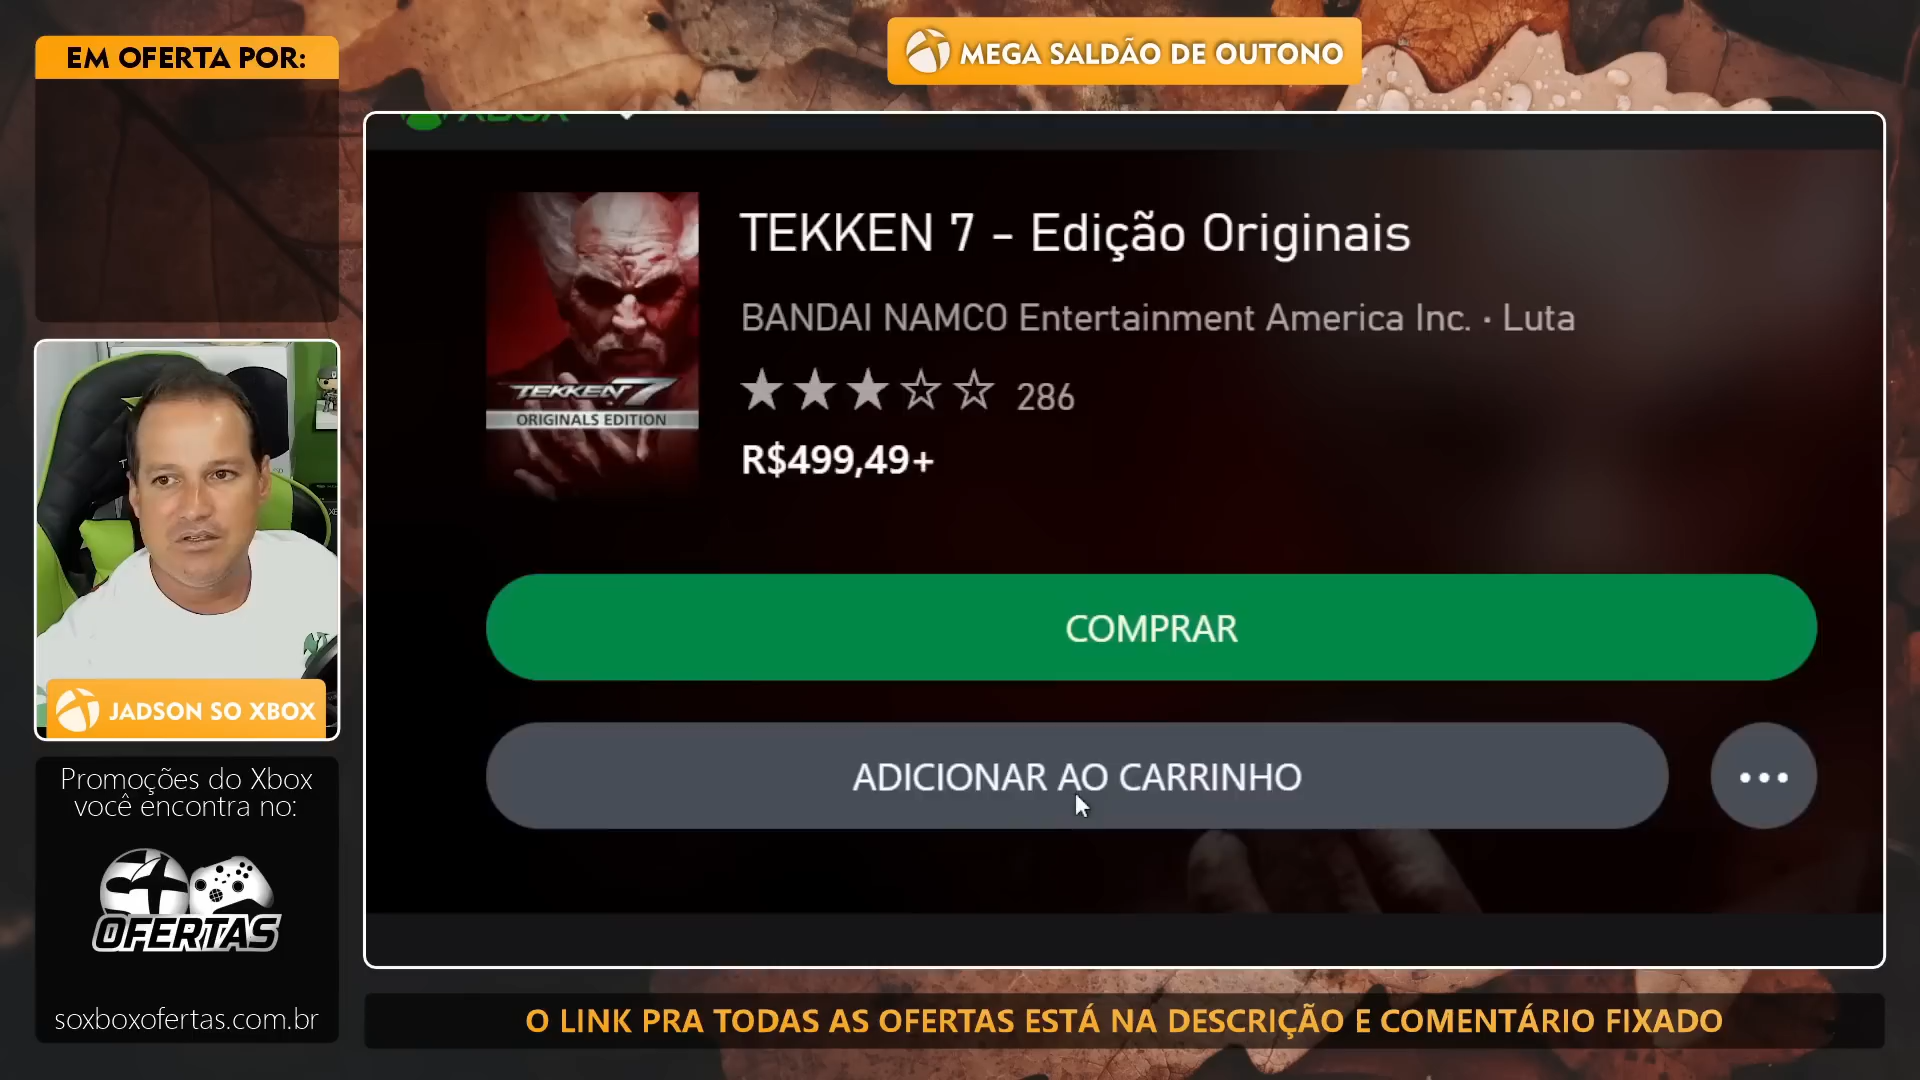 EM OFERTA POR:
MEGA SALDÃO DE OUTONO
XBOX
TEKKEN 7 - Edição Originais
BANDAI NAMCO Entertainment America Inc. · Luta
286
R$499,49+
TEKKEN 7
ORIGINALS EDITION
COMPRAR
ADICIONAR AO CARRINHO
JADSON SO XBOX
Promoções do Xbox
você encontra no:
OFERTAS
soxboxofertas.com.br
O LINK PRA TODAS AS OFERTAS ESTÁ NA DESCRIÇÃO E COMENTÁRIO FIXADO